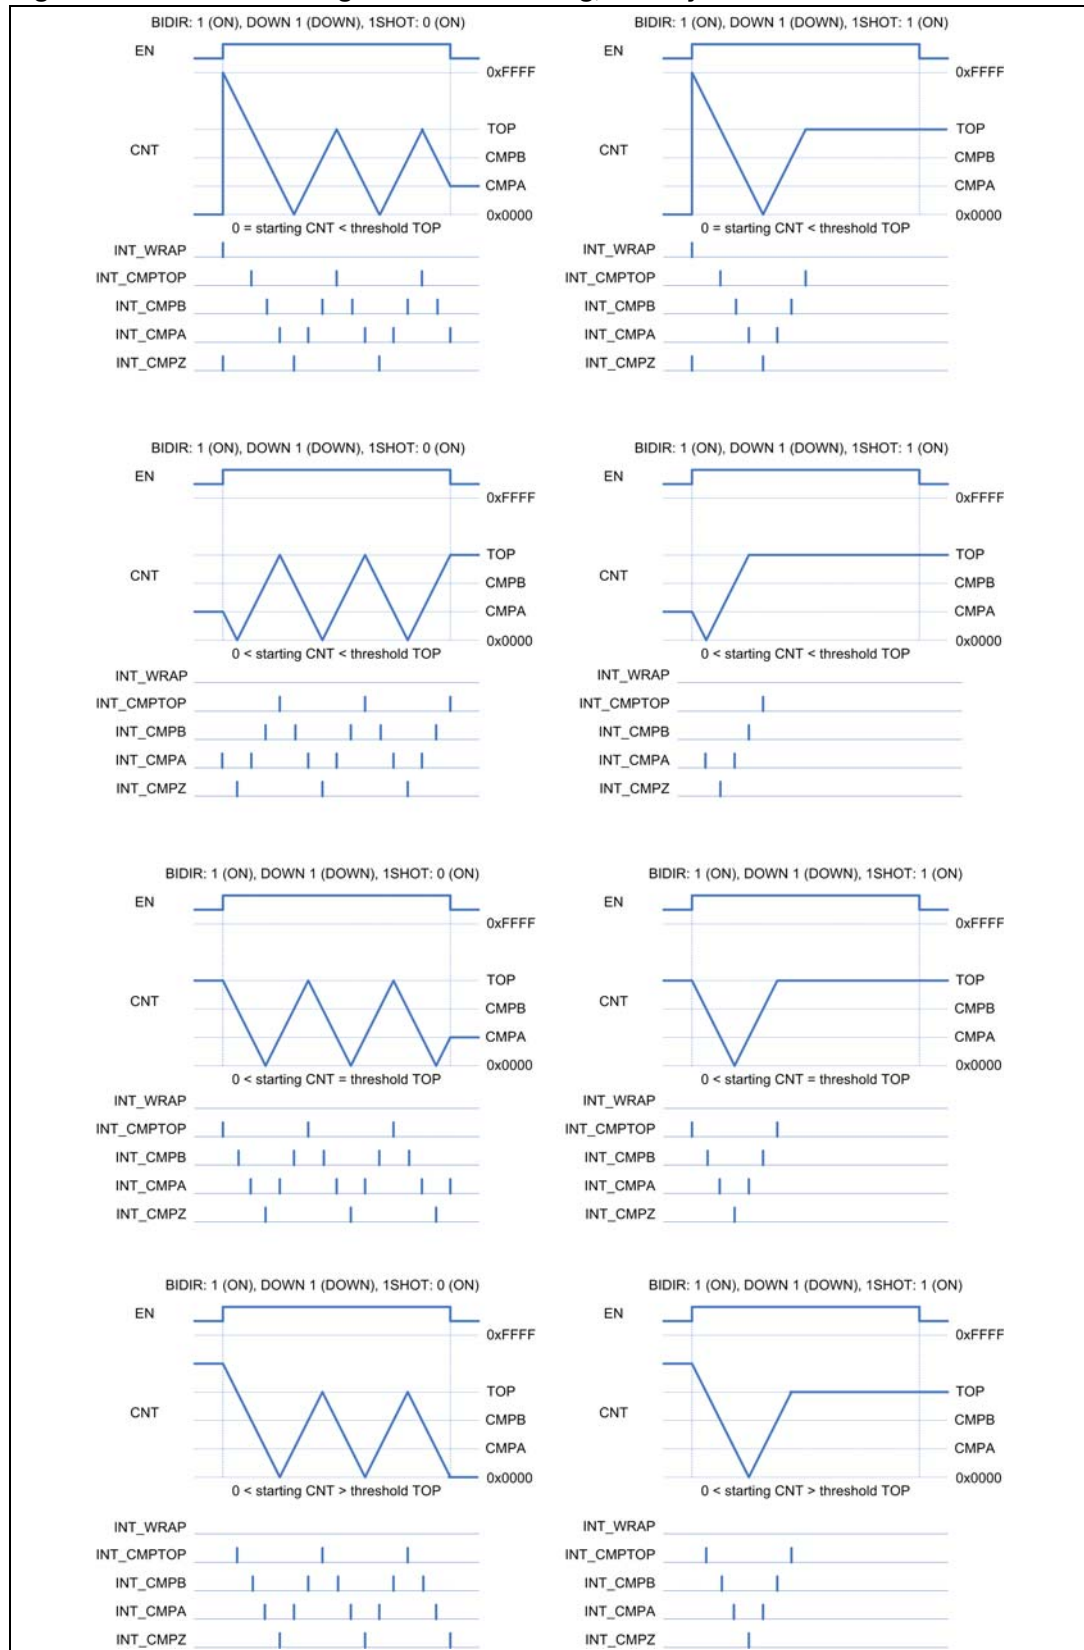 BIDIR: 1 (ON), DOWN 1 (DOWN), 1SHOT: 0 (ON)
EN
0xFFFF
TOP
CNT
CMPB
CMPA
0x0000
0 = starting CNT < threshold TOP
INT_WRAP
INT_CMPTOP
INT_CMPB
INT_CMPA
INT_CMPZ
BIDIR: 1 (ON), DOWN 1 (DOWN), 1SHOT: 1 (ON)
EN
0xFFFF
TOP
CNT
CMPB
CMPA
0x0000
0 = starting CNT < threshold TOP
INT_WRAP
INT_CMPTOP
INT_CMPB
INT_CMPA
INT_CMPZ
BIDIR: 1 (ON), DOWN 1 (DOWN), 1SHOT: 0 (ON)
EN
0xFFFF
TOP
CNT
CMPB
CMPA
0x0000
0 < starting CNT < threshold TOP
INT_WRAP
INT_CMPTOP
INT_CMPB
INT_CMPA
INT_CMPZ
BIDIR: 1 (ON), DOWN 1 (DOWN), 1SHOT: 1 (ON)
EN
0xFFFF
TOP
CNT
CMPB
CMPA
0x0000
0 < starting CNT < threshold TOP
INT_WRAP
INT_CMPTOP
INT_CMPB
INT_CMPA
INT_CMPZ
BIDIR: 1 (ON), DOWN 1 (DOWN), 1SHOT: 0 (ON)
EN
0xFFFF
TOP
CNT
CMPB
CMPA
0x0000
0 < starting CNT = threshold TOP
INT_WRAP
INT_CMPTOP
INT_CMPB
INT_CMPA
INT_CMPZ
BIDIR: 1 (ON), DOWN 1 (DOWN), 1SHOT: 1 (ON)
EN
0xFFFF
TOP
CNT
CMPB
CMPA
0x0000
0 < starting CNT = threshold TOP
INT_WRAP
INT_CMPTOP
INT_CMPB
INT_CMPA
INT_CMPZ
BIDIR: 1 (ON), DOWN 1 (DOWN), 1SHOT: 0 (ON)
EN
0xFFFF
TOP
CNT
CMPB
CMPA
0x0000
0 < starting CNT > threshold TOP
INT_WRAP
INT_CMPTOP
INT_CMPB
INT_CMPA
INT_CMPZ
BIDIR: 1 (ON), DOWN 1 (DOWN), 1SHOT: 1 (ON)
EN
0xFFFF
TOP
CNT
CMPB
CMPA
0x0000
0 < starting CNT > threshold TOP
INT_WRAP
INT_CMPTOP
INT_CMPB
INT_CMPA
INT_CMPZ